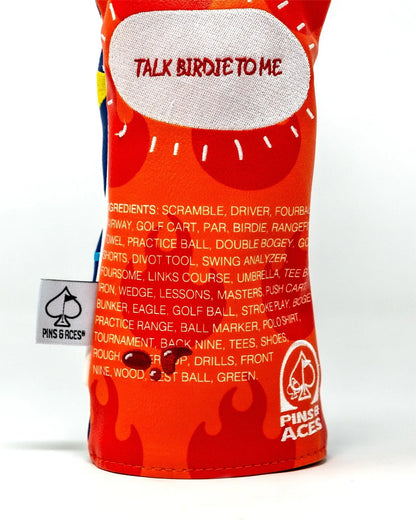 TALK BIRDIE TO ME
INGREDIENTS: SCRAMBLE, DRIVER, FOURBA
FAIRWAY, GOLF CART, PAR, BIRDIE, RANGER
TOWEL, PRACTICE BALL, DOUBLE BOGEY, GO
SHORTS, DIVOT TOOL, SWING ANALYZER,
FOURSOME, LINKS COURSE, UMBRELLA, TEE B
IRON, WEDGE, LESSONS, MASTERS, PUSH CART
BUNKER, EAGLE, GOLF BALL, STROKE PLAY, BOGE
PRACTICE RANGE, BALL MARKER, POLO SHIRT,
TOURNAMENT, BACK NINE, TEES, SHOES,
ROUGH, DRILLS, FRONT
NINE, WOOD, BALL, GREEN.
PINS & ACES®
PINS &
ACES